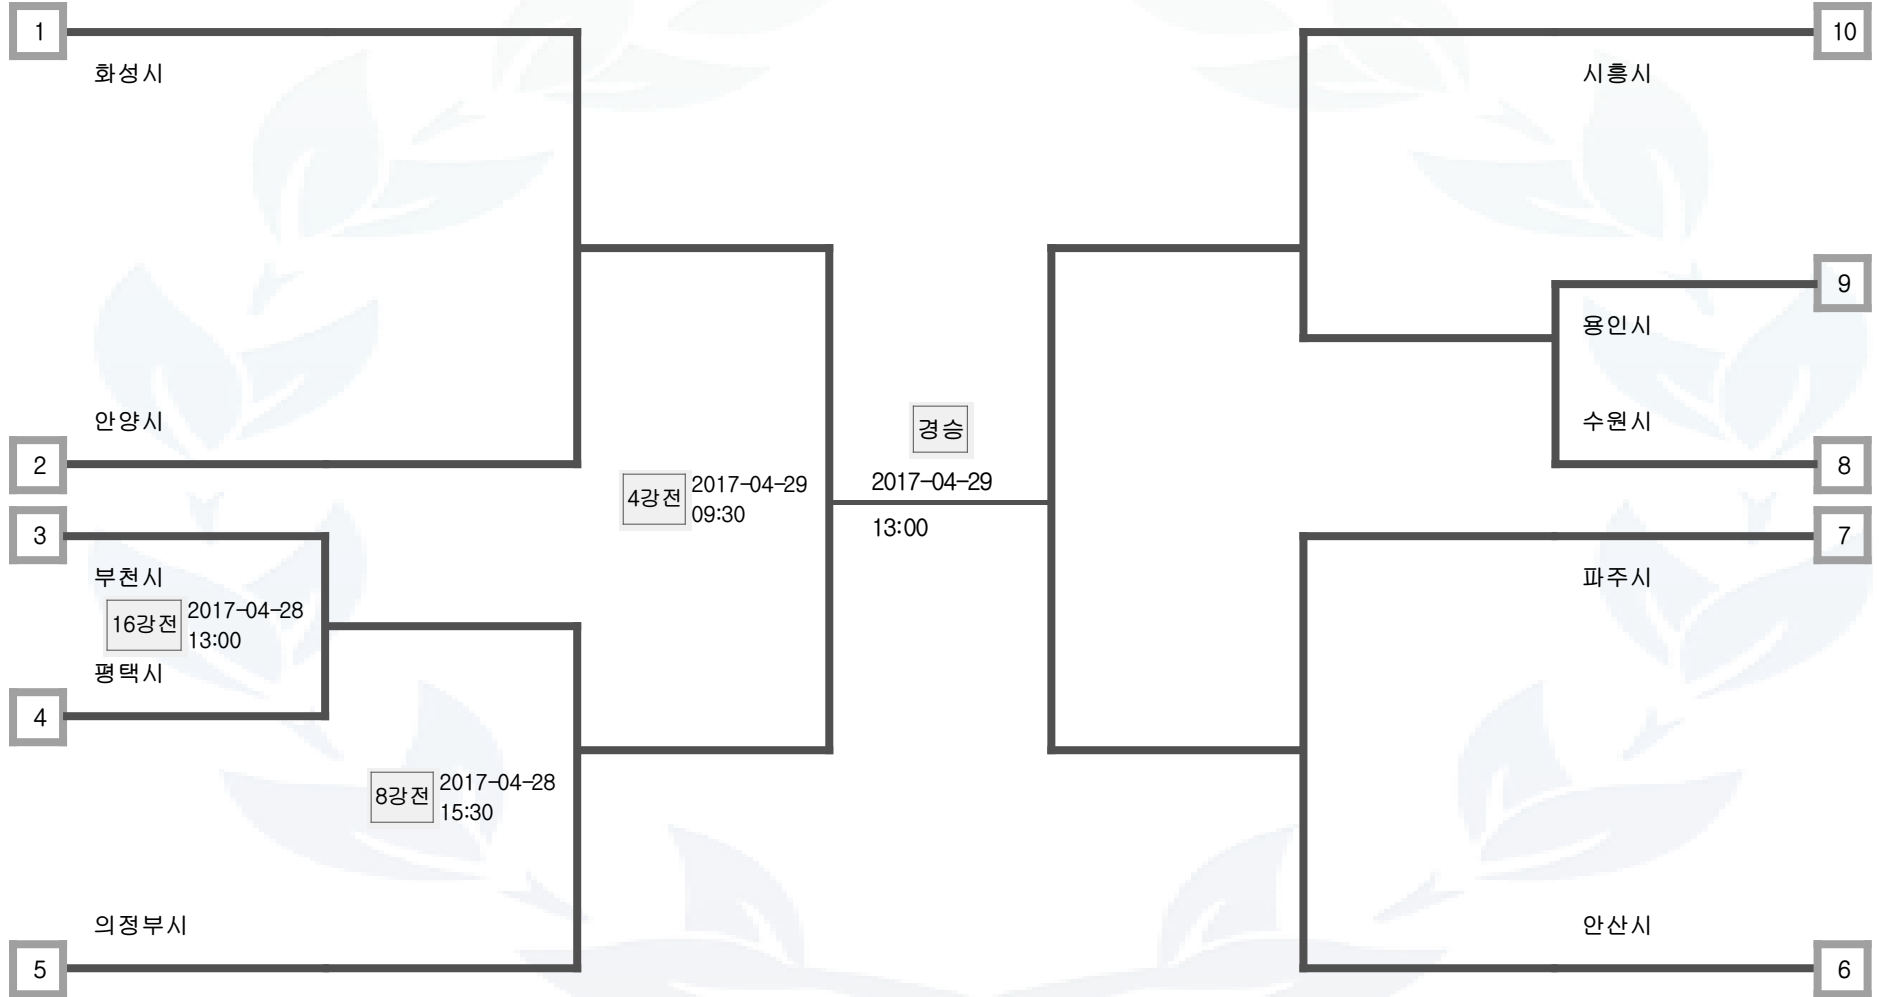 1
화성시
안양시
2
3
부천시
16강전
2017-04-28
13:00
평택시
4
8강전
2017-04-28
15:30
의정부시
5
4강전
2017-04-29
09:30
경승
2017-04-29
13:00
10
시흥시
9
용인시
수원시
8
7
파주시
안산시
6